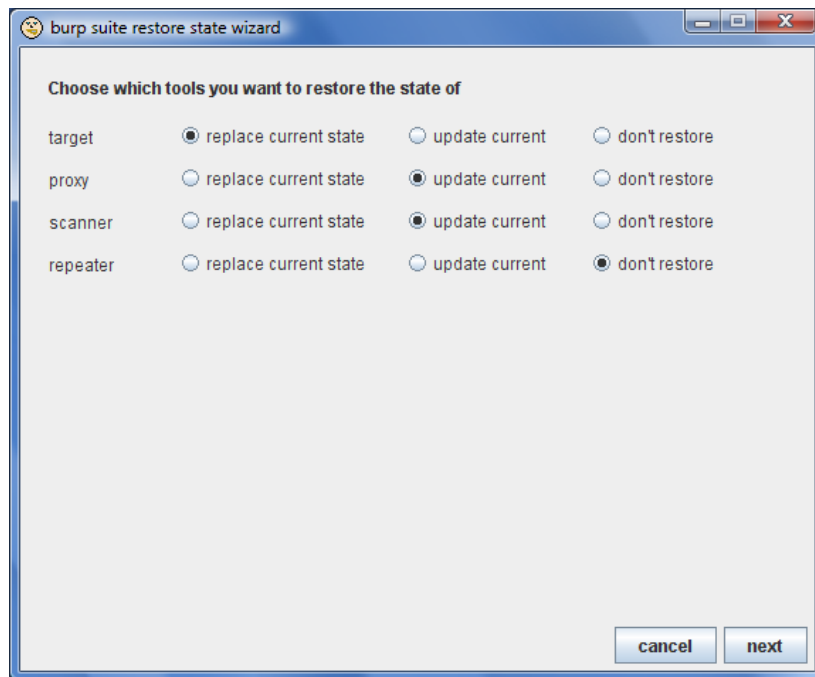 burp suite restore state wizard
Choose which tools you want to restore the state of
target replace current state update current don't restore
proxy replace current state update current don't restore
scanner replace current state update current don't restore
repeater replace current state update current don't restore
cancel next